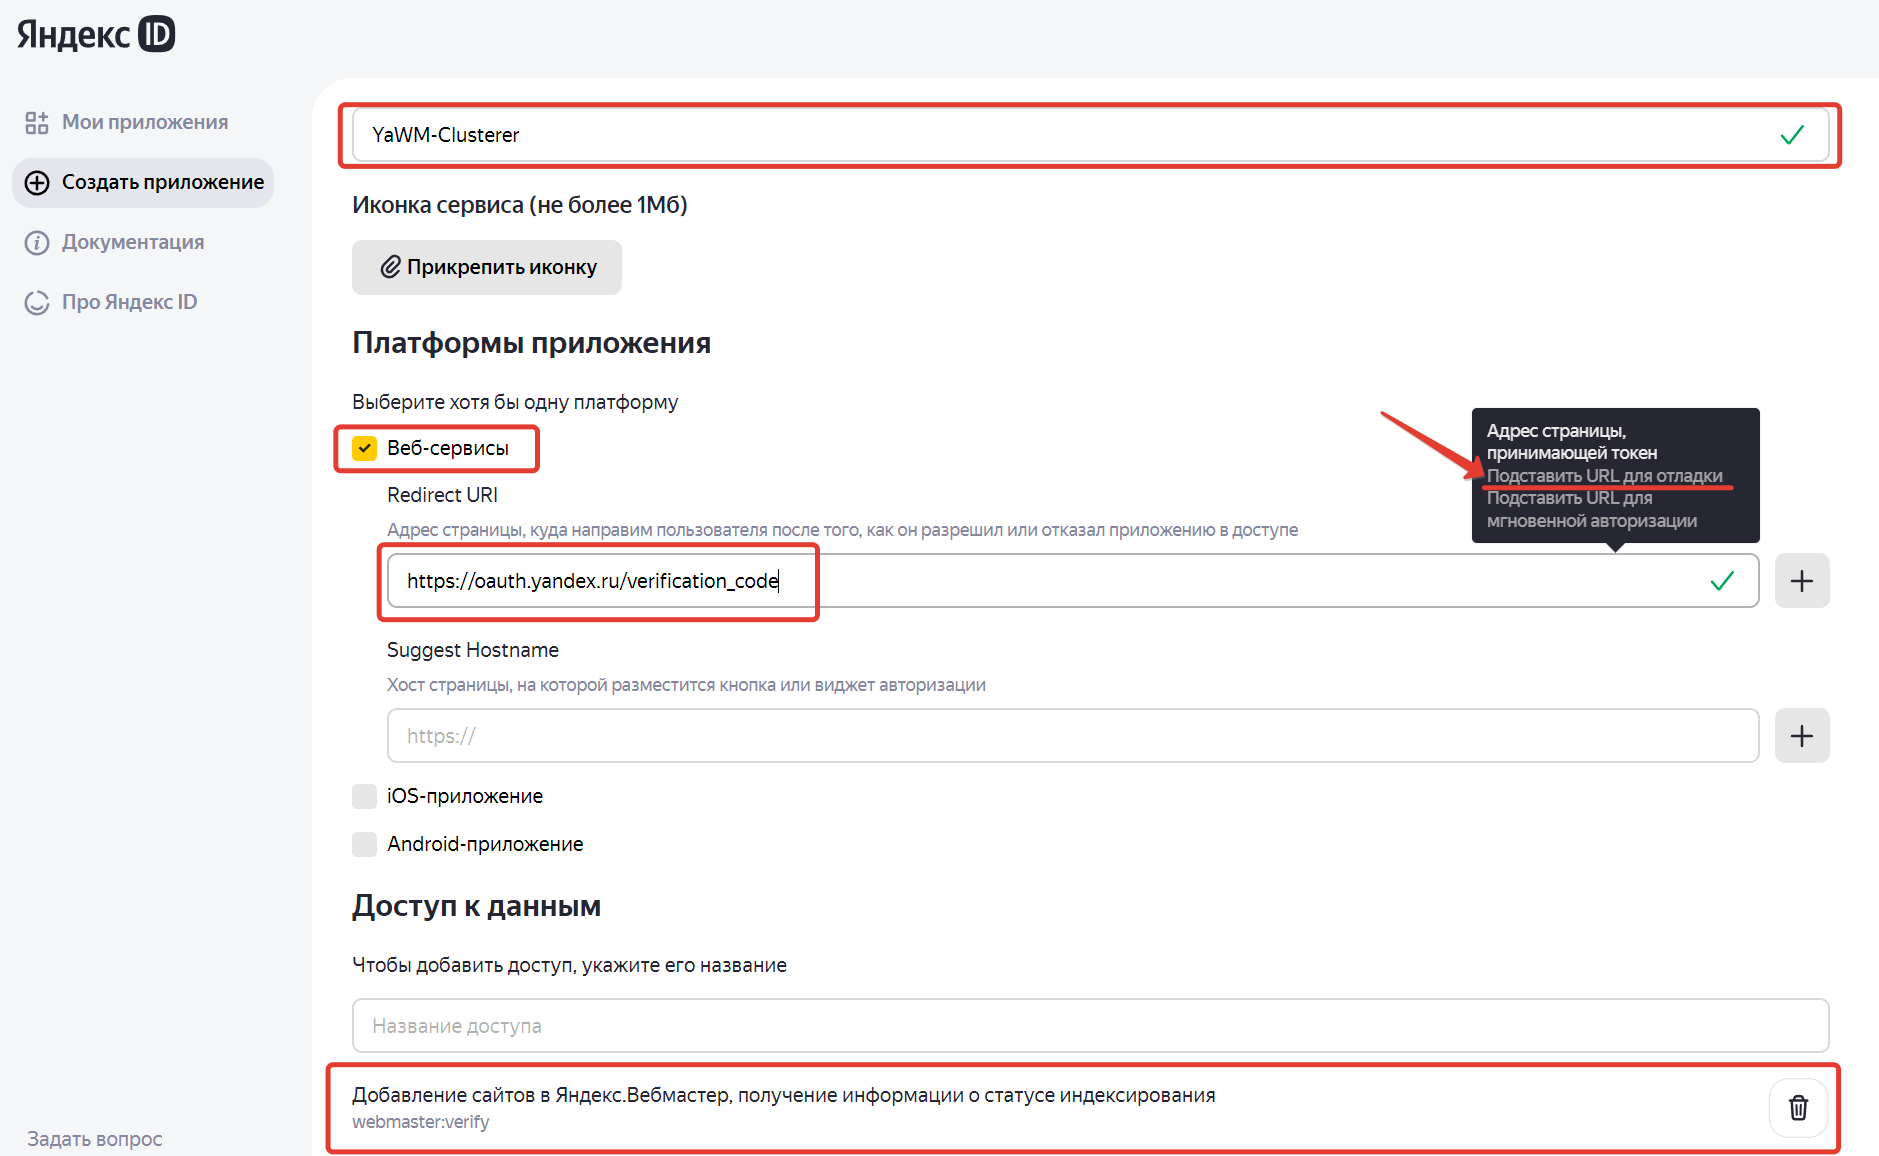 Яндекс ID
Мои приложения
Создать приложение
Документация
Про Яндекс ID
Задать вопрос
YaWM-Clusterer
Иконка сервиса (не более 1Мб)
Прикрепить иконку
Платформы приложения
Выберите хотя бы одну платформу
Веб-сервисы
Redirect URI
Адрес страницы, куда направим пользователя после того, как он разрешил или отказал приложению в доступе
Адрес страницы,
принимающей токен
Подставить URL для отладки
Подставить URL для
мгновенной авторизации
https://oauth.yandex.ru/verification_code
Suggest Hostname
Хост страницы, на которой разместится кнопка или виджет авторизации
https://
iOS-приложение
Android-приложение
Доступ к данным
Чтобы добавить доступ, укажите его название
Название доступа
Добавление сайтов в Яндекс.Вебмастер, получение информации о статусе индексирования
webmaster:verify